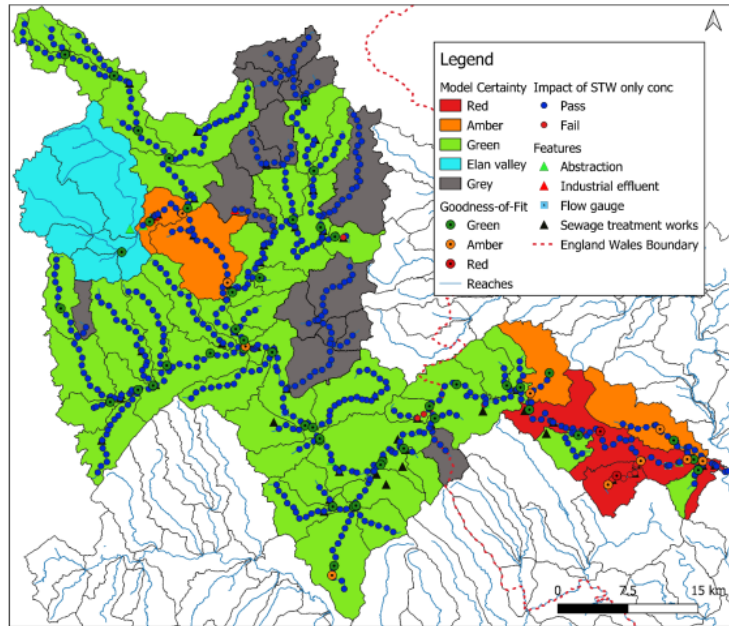 Legend
Model Certainty
Red
Amber
Green
Elan valley
Grey
Goodness-of-Fit
Green
Amber
Red
Reaches
Impact of STW only conc
Pass
Fail
Features
Abstraction
Industrial effluent
Flow gauge
Sewage treatment works
England Wales Boundary
0 7,5 15 km